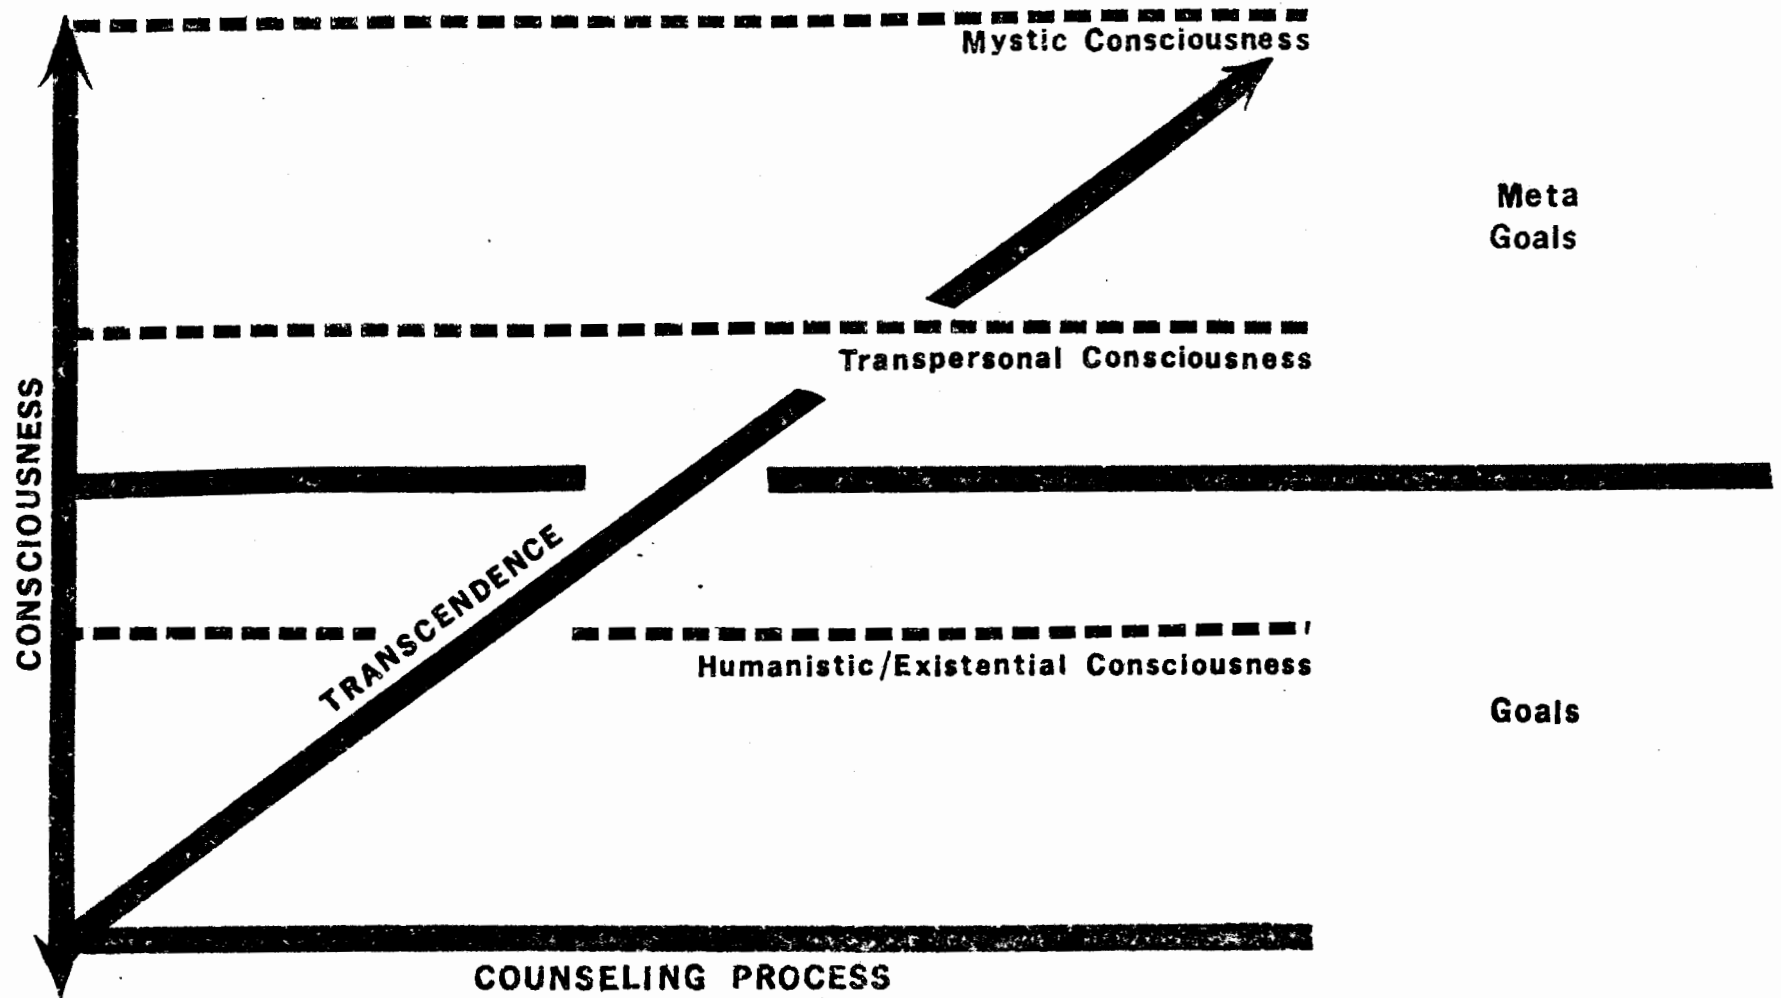 Mystic Consciousness
Meta
Goals
Transpersonal Consciousness
CONSCIOUSNESS
TRANSCENDENCE
Humanistic/Existential Consciousness
Goals
COUNSELING PROCESS